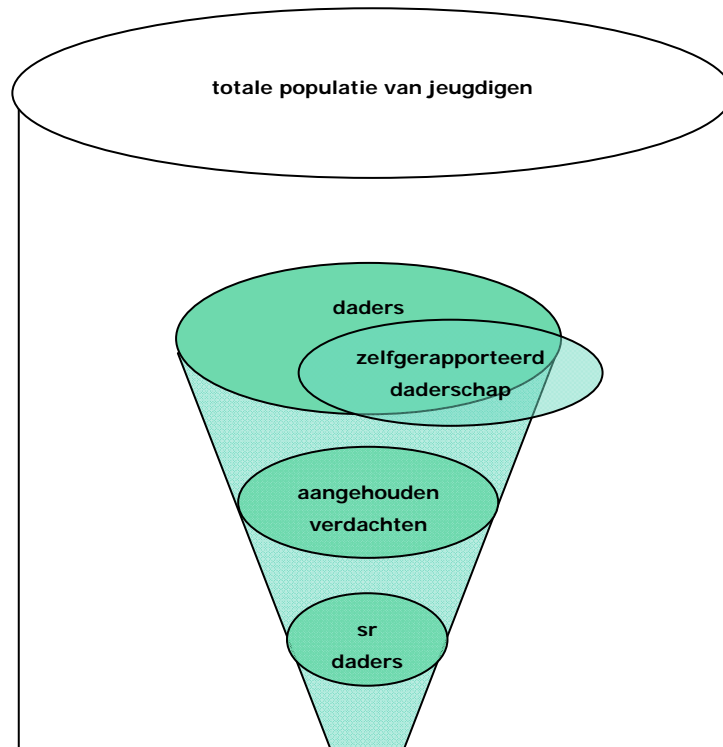 totale populatie van jeugdigen
daders
zelfgerapporteerd
daderschap
aangehouden
verdachten
sr
daders